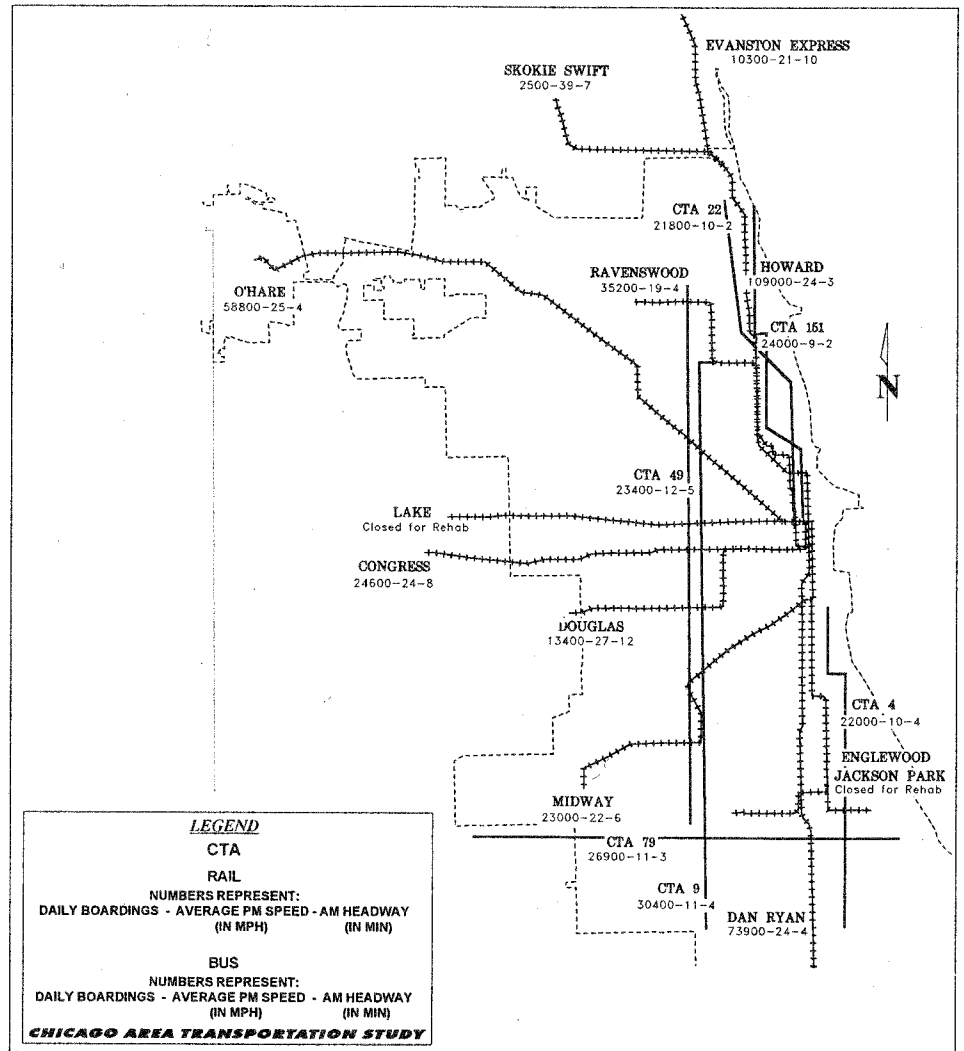 EVANSTON EXPRESS
10300-21-10
SKOKIE SWIFT
2500-39-7
CTA 22
21800-10-2
HOWARD
109000-24-3
RAVENSWOOD
35200-19-4
O'HARE
58800-25-4
CTA 151
24000-9-2
N
CTA 49
23400-12-5
LAKE
Closed for Rehab
CONGRESS
24600-24-8
DOUGLAS
13400-27-12
CTA 4
22000-10-4
ENGLEWOOD
JACKSON PARK
Closed for Rehab
MIDWAY
23000-22-6
CTA 79
26900-11-3
CTA 9
30400-11-4
DAN RYAN
73900-24-4
LEGEND
CTA
RAIL
NUMBERS REPRESENT:
DAILY BOARDINGS - AVERAGE PM SPEED - AM HEADWAY
(IN MPH) (IN MIN)
BUS
NUMBERS REPRESENT:
DAILY BOARDINGS - AVERAGE PM SPEED - AM HEADWAY
(IN MPH) (IN MIN)
CHICAGO AREA TRANSPORTATION STUDY